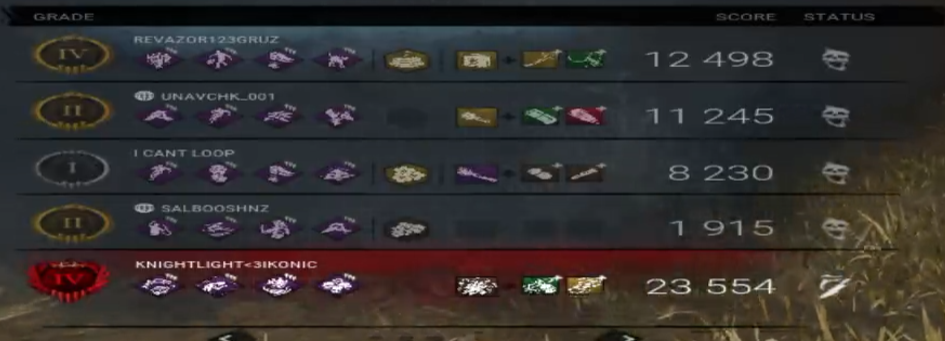 GRADE SCORE STATUS
IV REVAZOR123GRUZ 12 498
II UNAVCHK_001 11 245
I I CANT LOOP 8 230
II SALBOOSHNZ 1 915
IV KNIGHTLIGHT<3IKONIC 23 554